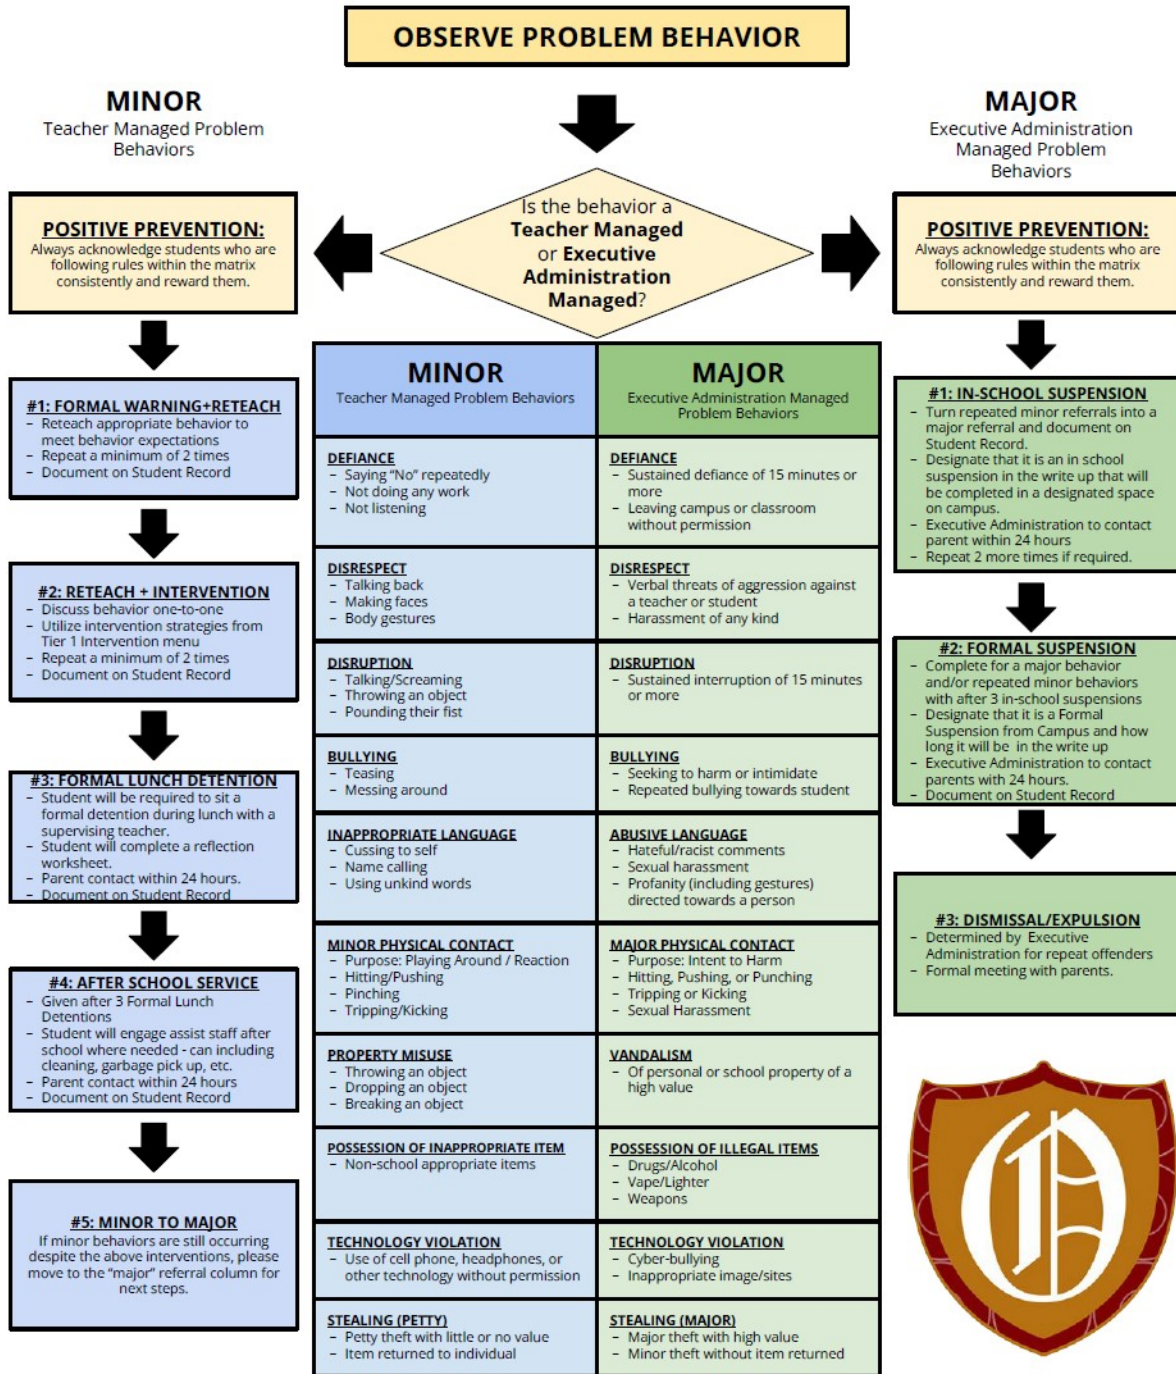 OBSERVE PROBLEM BEHAVIOR
MINOR
Teacher Managed Problem
Behaviors
POSITIVE PREVENTION:
Always acknowledge students who are
following rules within the matrix
consistently and reward them.
#1: FORMAL WARNING+RETEACH
– Reteach appropriate behavior to
meet behavior expectations
– Repeat a minimum of 2 times
– Document on Student Record
#2: RETEACH + INTERVENTION
– Discuss behavior one-to-one
– Utilize intervention strategies from
Tier 1 Intervention menu
– Repeat a minimum of 2 times
– Document on Student Record
#3: FORMAL LUNCH DETENTION
– Student will be required to sit a
formal detention during lunch with a
supervising teacher.
– Student will complete a reflection
worksheet.
– Parent contact within 24 hours.
– Document on Student Record
#4: AFTER SCHOOL SERVICE
– Given after 3 Formal Lunch
Detentions
– Student will engage assist staff after
school where needed - can including
cleaning, garbage pick up, etc.
– Parent contact within 24 hours
– Document on Student Record
#5: MINOR TO MAJOR
If minor behaviors are still occurring
despite the above interventions, please
move to the “major” referral column for
next steps.
Is the behavior a
Teacher Managed
or Executive
Administration
Managed?
MINOR
Teacher Managed Problem Behaviors
DEFIANCE
– Saying “No” repeatedly
– Not doing any work
– Not listening
DISRESPECT
– Talking back
– Making faces
– Body gestures
DISRUPTION
– Talking/Screaming
– Throwing an object
– Pounding their fist
BULLYING
– Teasing
– Messing around
INAPPROPRIATE LANGUAGE
– Cussing to self
– Name calling
– Using unkind words
MINOR PHYSICAL CONTACT
– Purpose: Playing Around / Reaction
– Hitting/Pushing
– Pinching
– Tripping/Kicking
PROPERTY MISUSE
– Throwing an object
– Dropping an object
– Breaking an object
POSSESSION OF INAPPROPRIATE ITEM
– Non-school appropriate items
TECHNOLOGY VIOLATION
– Use of cell phone, headphones, or
other technology without permission
STEALING (PETTY)
– Petty theft with little or no value
– Item returned to individual
MAJOR
Executive Administration Managed
Problem Behaviors
DEFIANCE
– Sustained defiance of 15 minutes or
more
– Leaving campus or classroom
without permission
DISRESPECT
– Verbal threats of aggression against
a teacher or student
– Harassment of any kind
DISRUPTION
– Sustained interruption of 15 minutes
or more
BULLYING
– Seeking to harm or intimidate
– Repeated bullying towards student
ABUSIVE LANGUAGE
– Hateful/racist comments
– Sexual harassment
– Profanity (including gestures)
directed towards a person
MAJOR PHYSICAL CONTACT
– Purpose: Intent to Harm
– Hitting, Pushing, or Punching
– Tripping or Kicking
– Sexual Harassment
VANDALISM
– Of personal or school property of a
high value
POSSESSION OF ILLEGAL ITEMS
– Drugs/Alcohol
– Vape/Lighter
– Weapons
TECHNOLOGY VIOLATION
– Cyber-bullying
– Inappropriate image/sites
STEALING (MAJOR)
– Major theft with high value
– Minor theft without item returned
MAJOR
Executive Administration
Managed Problem
Behaviors
POSITIVE PREVENTION:
Always acknowledge students who are
following rules within the matrix
consistently and reward them.
#1: IN-SCHOOL SUSPENSION
– Turn repeated minor referrals into a
major referral and document on
Student Record.
– Designate that it is an in school
suspension in the write up that will
be completed in a designated space
on campus.
– Executive Administration to contact
parent within 24 hours
– Repeat 2 more times if required.
#2: FORMAL SUSPENSION
– Complete for a major behavior
and/or repeated minor behaviors
with after 3 in-school suspensions
– Designate that it is a Formal
Suspension from Campus and how
long it will be in the write up
– Executive Administration to contact
parents with 24 hours.
– Document on Student Record
#3: DISMISSAL/EXPULSION
– Determined by Executive
Administration for repeat offenders
– Formal meeting with parents.